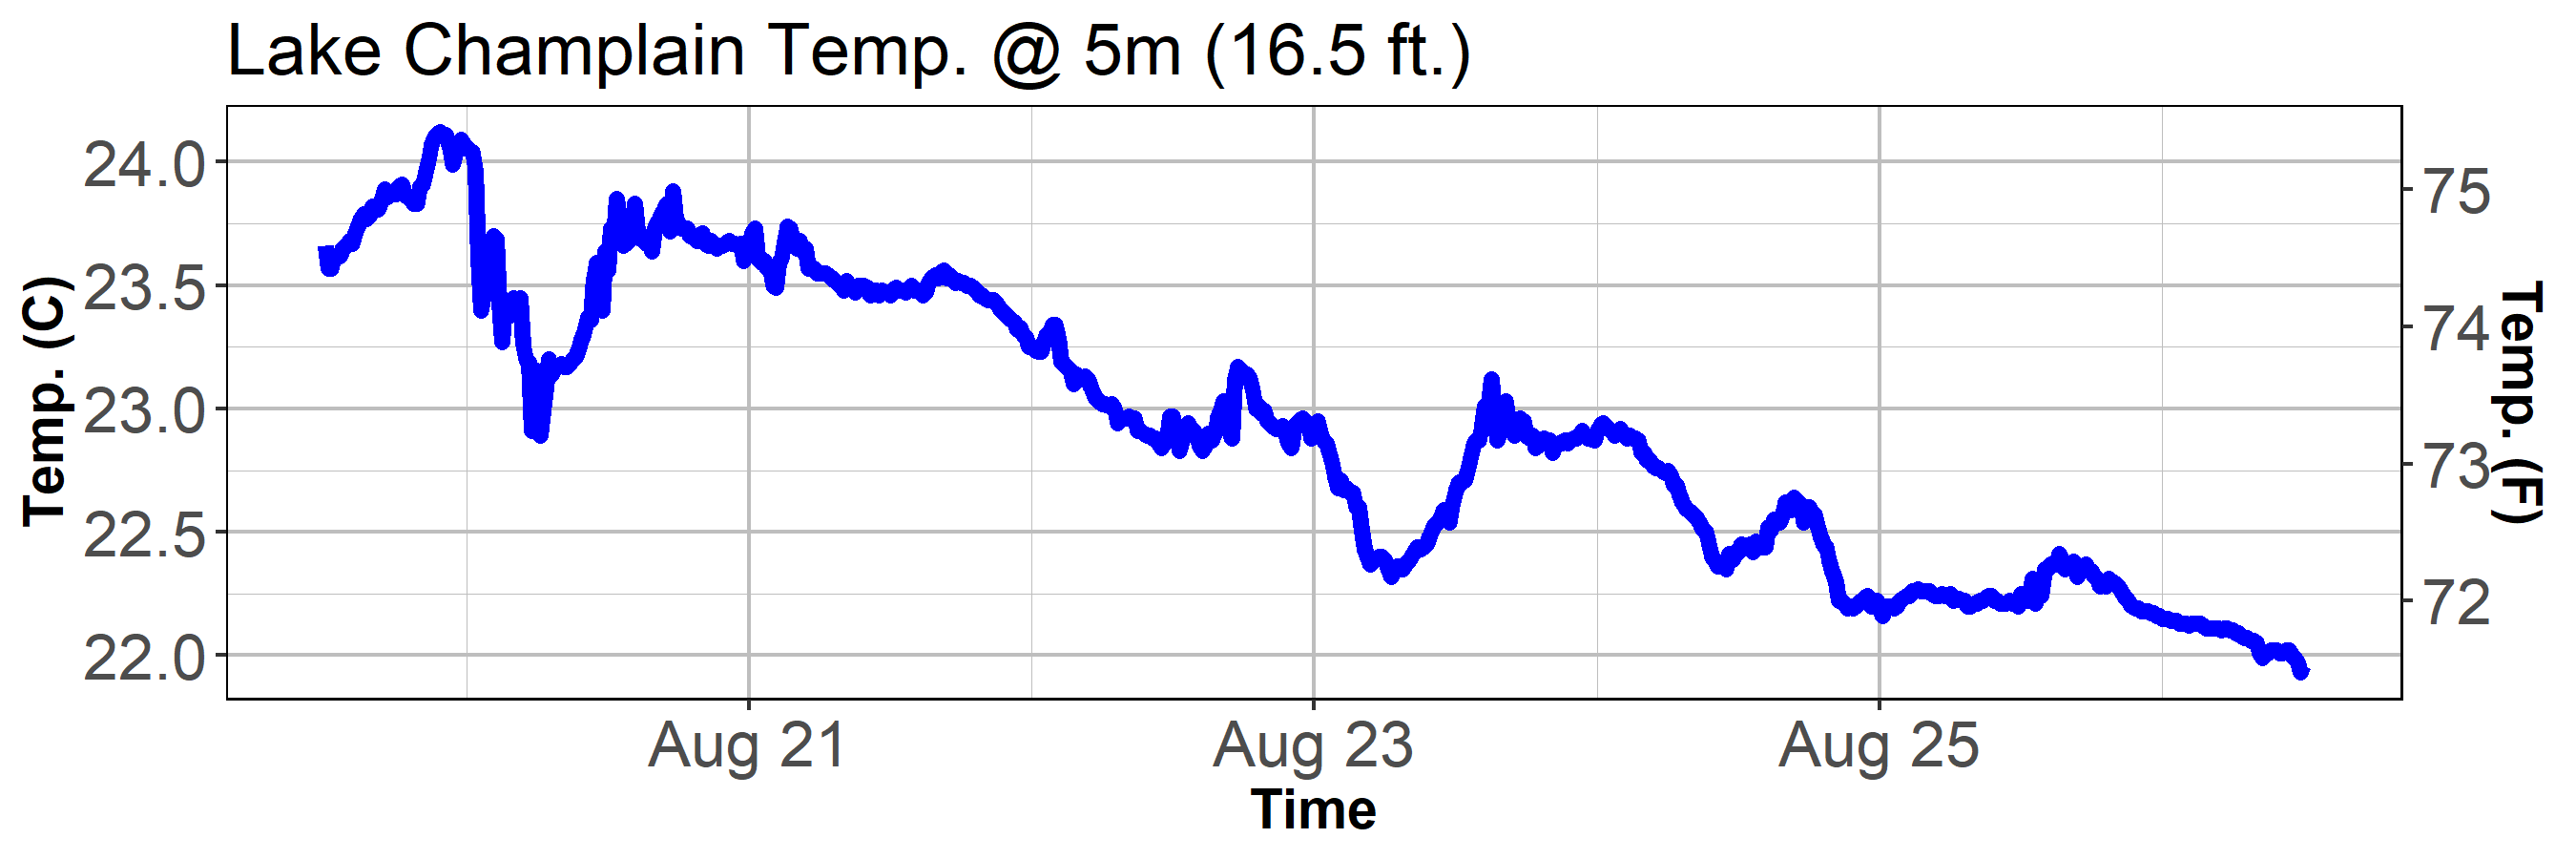 Lake Champlain Temp. @ 5m (16.5 ft.)
Temp. (C)
24.0
23.5
23.0
22.5
22.0
75
74
73
72
Temp. (F)
Aug 21
Aug 23
Aug 25
Time